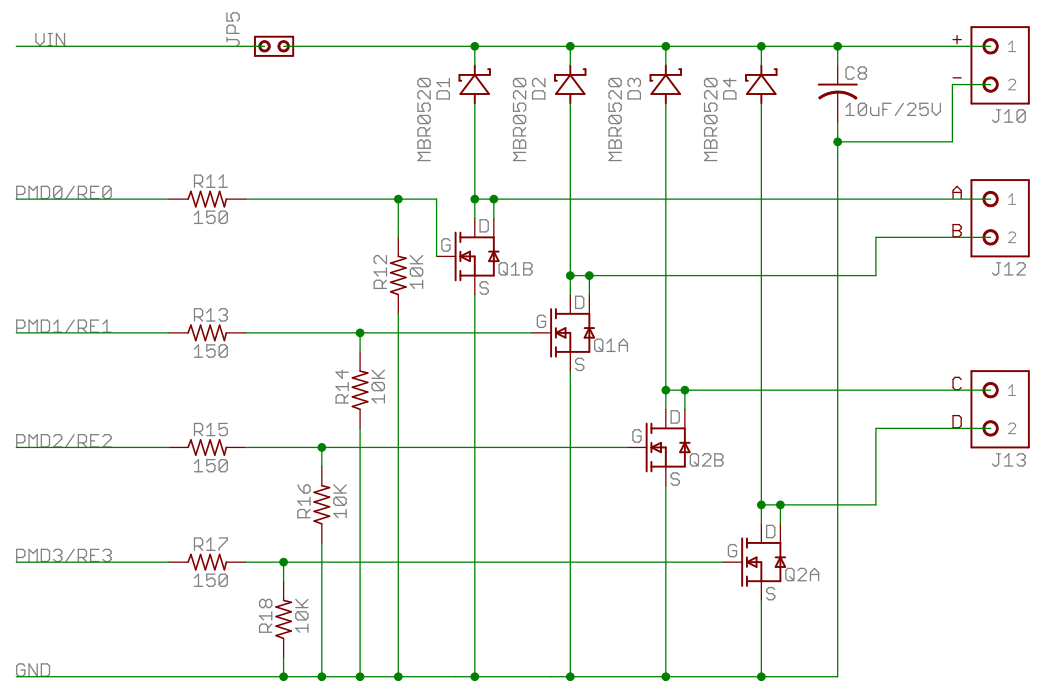 VIN
JP5
+
1
-
2
J10
D1
MBR0520
D2
MBR0520
D3
MBR0520
D4
MBR0520
C8
10uF/25V
PMD0/RE0
R11
150
A
1
B
2
J12
R12
10K
G
D
S
Q1B
PMD1/RE1
R13
150
G
D
S
Q1A
R14
10K
C
1
D
2
J13
PMD2/RE2
R15
150
G
D
S
Q2B
R16
10K
PMD3/RE3
R17
150
G
D
S
Q2A
R18
10K
GND